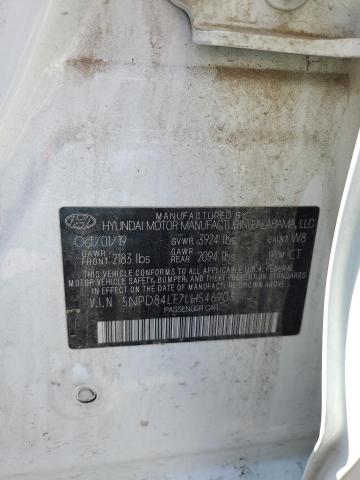 MANUFACTURED BY
HYUNDAI MOTOR MANUFACTURING ALABAMA, LLC
Oct/01/19 GVWR 3924 lbs PAINT W8
GAWR FRONT 2183 lbs GAWR REAR 2094 lbs TRIM CT
THIS VEHICLE CONFORMS TO ALL APPLICABLE U.S. FEDERAL
MOTOR VEHICLE SAFETY, BUMPER, AND THEFT PREVENTION
STANDARDS IN EFFECT ON THE DATE OF MANUFACTURE SHOWN ABOVE.
V.I.N
PASSENGER CAR